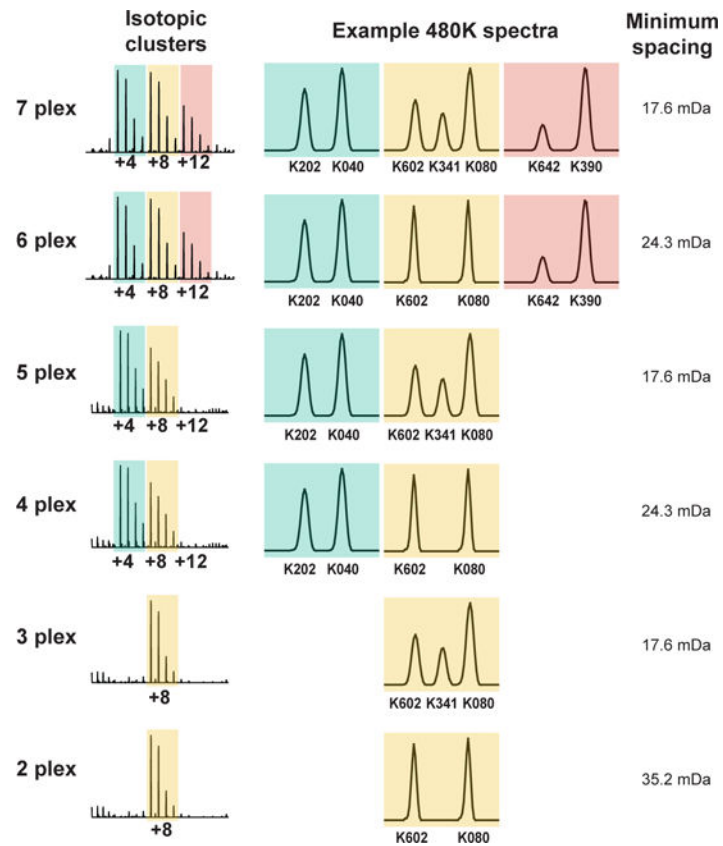 Isotopic clusters
Example 480K spectra
Minimum spacing
7 plex
+4 +8 +12
K202 K040
K602 K341 K080
K642 K390
17.6 mDa
6 plex
+4 +8 +12
K202 K040
K602 K080
K642 K390
24.3 mDa
5 plex
+4 +8 +12
K202 K040
K602 K341 K080
17.6 mDa
4 plex
+4 +8 +12
K202 K040
K602 K080
24.3 mDa
3 plex
+8
K602 K341 K080
17.6 mDa
2 plex
+8
K602 K080
35.2 mDa